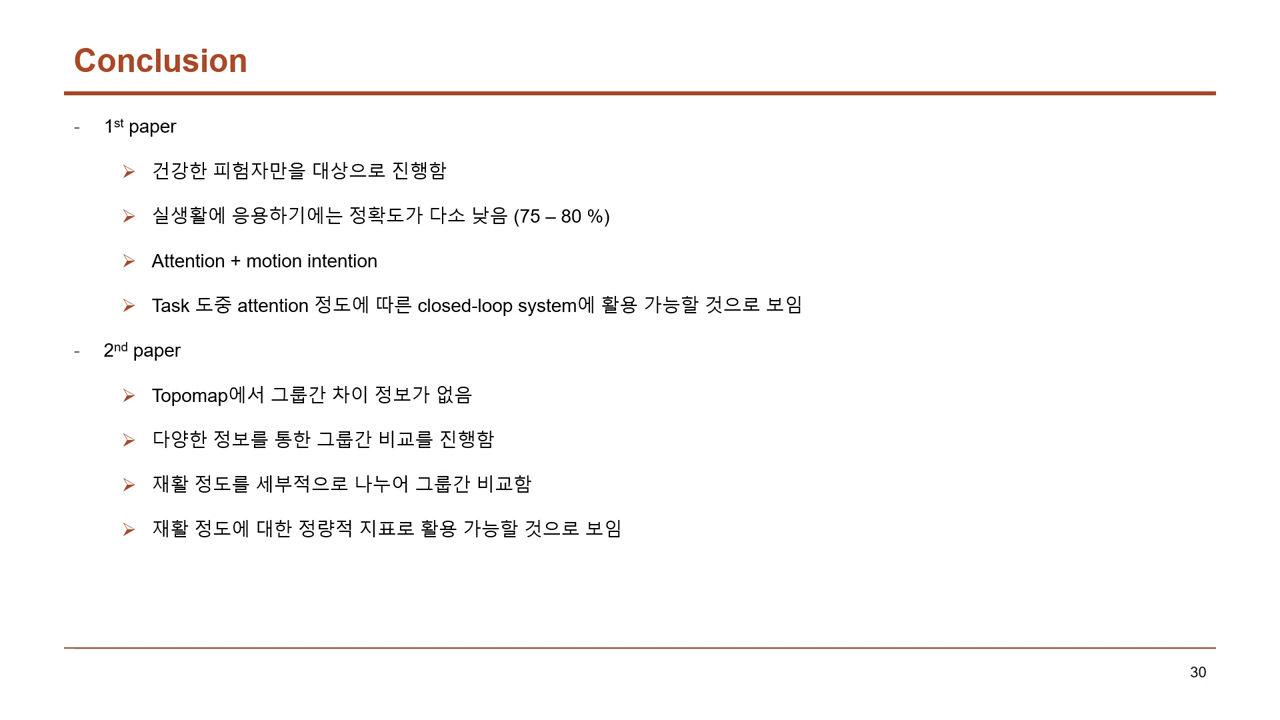 Conclusion
- 1st paper
➢ 건강한 피험자만을 대상으로 진행함
➢ 실생활에 응용하기에는 정확도가 다소 낮음 (75 – 80 %)
➢ Attention + motion intention
➢ Task 도중 attention 정도에 따른 closed-loop system에 활용 가능할 것으로 보임
- 2nd paper
➢ Topomap에서 그룹간 차이 정보가 없음
➢ 다양한 정보를 통한 그룹간 비교를 진행함
➢ 재활 정도를 세부적으로 나누어 그룹간 비교함
➢ 재활 정도에 대한 정량적 지표로 활용 가능할 것으로 보임
30